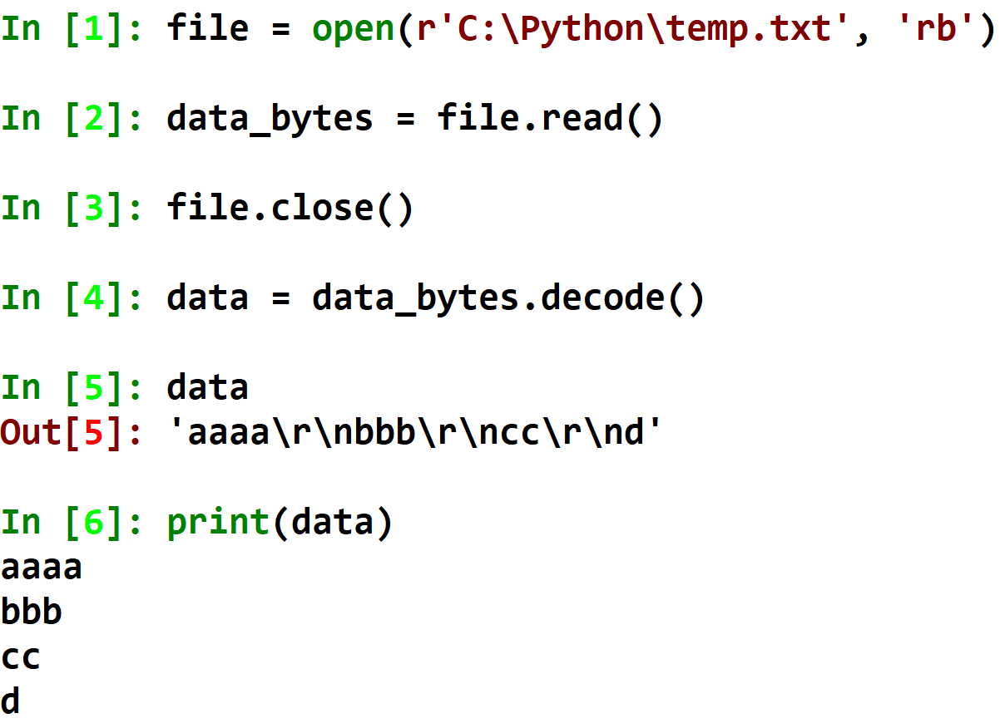 In [1]: file = open(r'C:\Python\temp.txt', 'rb')
In [2]: data_bytes = file.read()
In [3]: file.close()
In [4]: data = data_bytes.decode()
In [5]: data
Out[5]: 'aaaa\r\nbbb\r\ncc\r\nd'
In [6]: print(data)
aaaa
bbb
cc
d